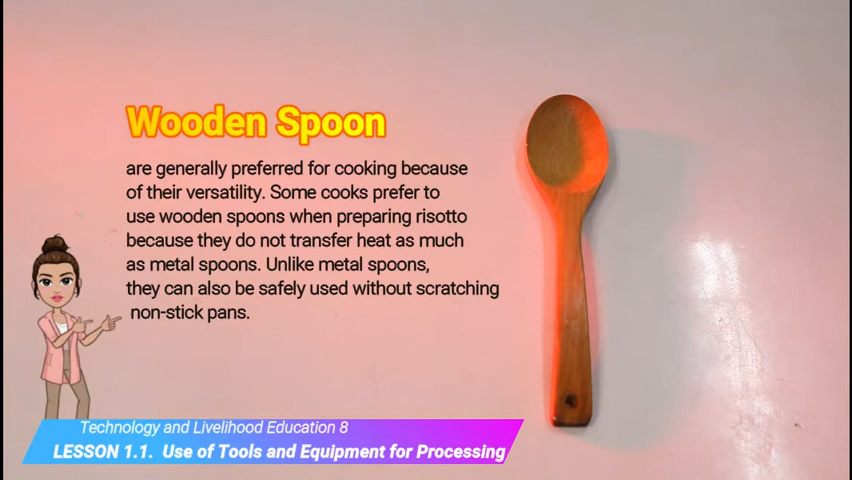 Wooden Spoon
are generally preferred for cooking because
of their versatility. Some cooks prefer to
use wooden spoons when preparing risotto
because they do not transfer heat as much
as metal spoons. Unlike metal spoons,
they can also be safely used without scratching
non-stick pans.
Technology and Livelihood Education 8
LESSON 1.1. Use of Tools and Equipment for Processing